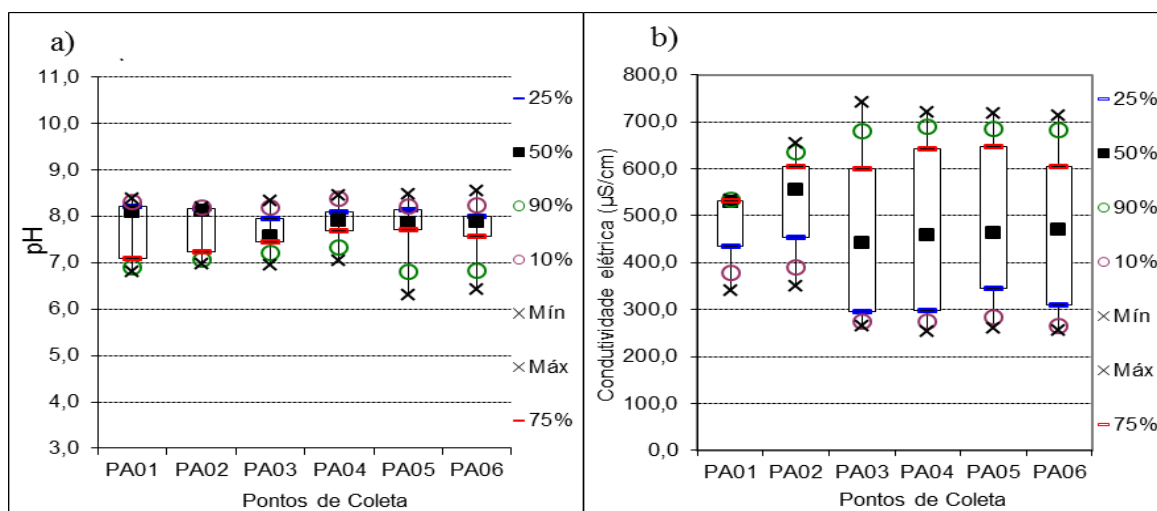 a)
11,0
10,0
9,0
8,0
7,0
6,0
5,0
4,0
3,0
pH
PA01 PA02 PA03 PA04 PA05 PA06
Pontos de Coleta
25%
50%
90%
10%
Mín
Máx
75%
b)
800,0
700,0
600,0
500,0
400,0
300,0
200,0
100,0
0,0
Condutividade elétrica (µS/cm)
PA01 PA02 PA03 PA04 PA05 PA06
Pontos de Coleta
25%
50%
90%
10%
Mín
Máx
75%